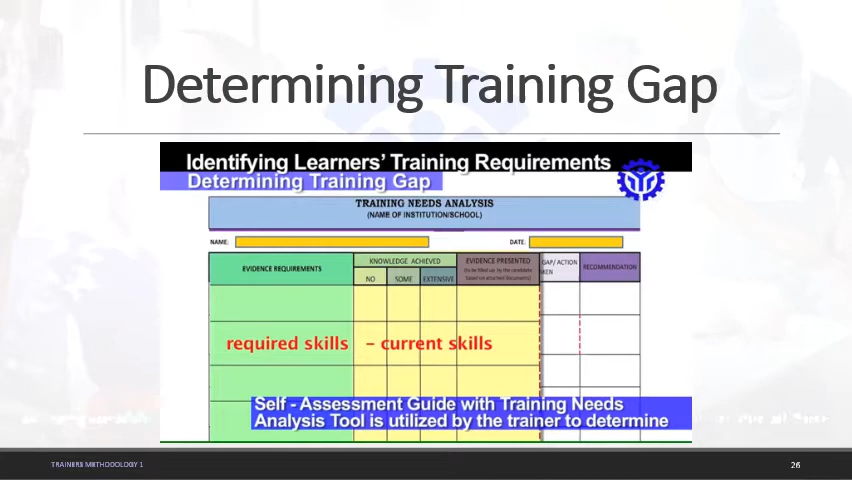 Determining Training Gap
Identifying Learners' Training Requirements
Determining Training Gap
TRAINING NEEDS ANALYSIS
(NAME OF INSTITUTION/SCHOOL)
NAME:
DATE:
EVIDENCE REQUIREMENTS
KNOWLEDGE ACHIEVED
NO
SOME
EXTENSIVE
EVIDENCE PRESENTED
(to be filled up by the candidate
based on attached documents)
GAP/ ACTION
KEN
RECOMMENDATION
required skills - current skills
Self - Assessment Guide with Training Needs
Analysis Tool is utilized by the trainer to determine
TRAINERS METHODOLOGY 1
26